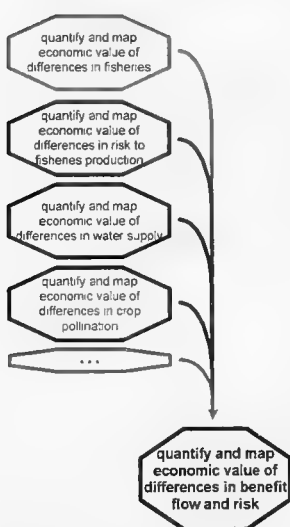 quantify and map
economic value of
differences in fisheries
quantify and map
economic value of
differences in risk to
fisheries production
quantify and map
economic value of
differences in water supply
quantify and map
economic value of
differences in crop
pollination
...
quantify and map
economic value of
differences in benefit
flow and risk